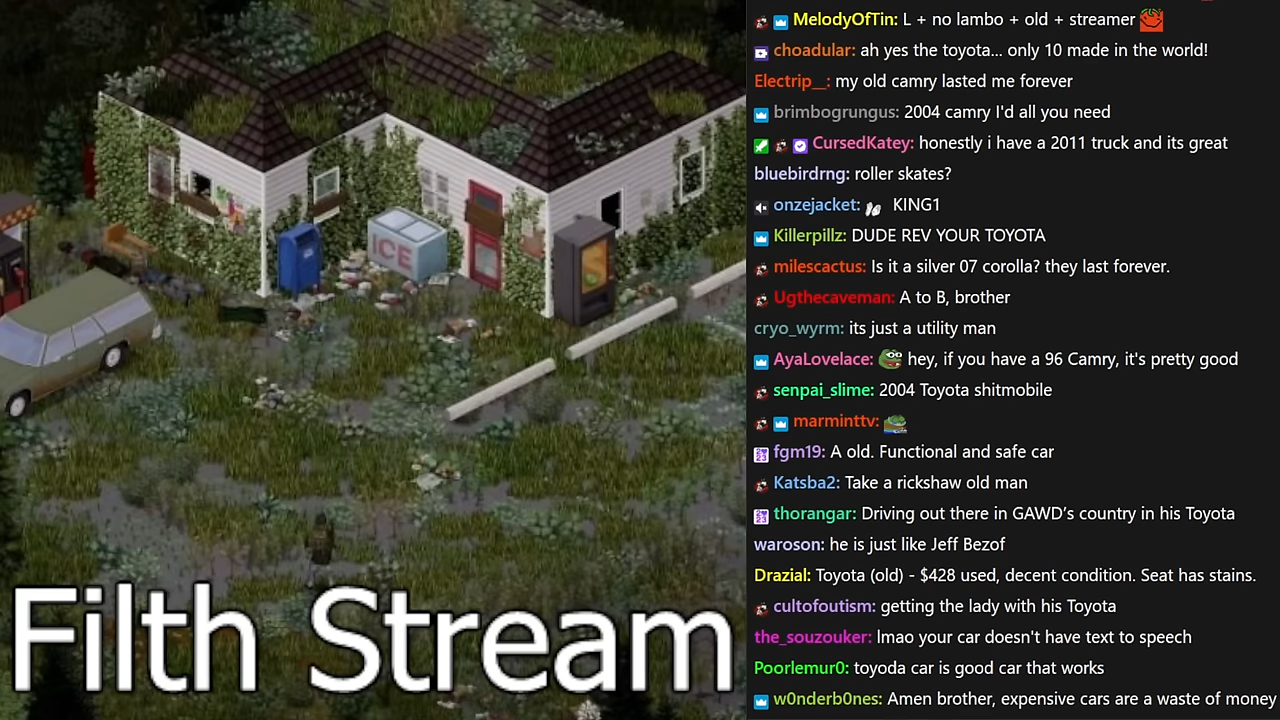 ICE
Filth Stream
MelodyOfTin: L + no lambo + old + streamer
choadular: ah yes the toyota... only 10 made in the world!
Electrip__: my old camry lasted me forever
brimbogrungus: 2004 camry I'd all you need
CursedKatey: honestly i have a 2011 truck and its great
bluebirdrng: roller skates?
onzejacket: KING1
Killerpillz: DUDE REV YOUR TOYOTA
milescactus: Is it a silver 07 corolla? they last forever.
Ugthecaveman: A to B, brother
cryo_wyrm: its just a utility man
AyaLovelace: hey, if you have a 96 Camry, it's pretty good
senpai_slime: 2004 Toyota shitmobile
marminttv:
fgm19: A old. Functional and safe car
Katsba2: Take a rickshaw old man
thorangar: Driving out there in GAWD's country in his Toyota
waroson: he is just like Jeff Bezof
Drazial: Toyota (old) - $428 used, decent condition. Seat has stains.
cultofoutism: getting the lady with his Toyota
the_souzouker: lmao your car doesn't have text to speech
Poorlemur0: toyoda car is good car that works
w0nderb0nes: Amen brother, expensive cars are a waste of money